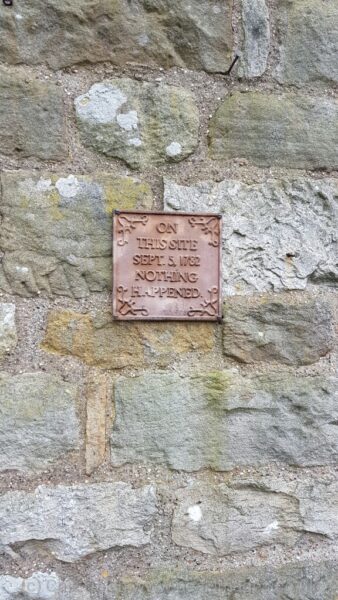 ON
THIS SITE
SEPT. 5, 1782
NOTHING
HAPPENED.